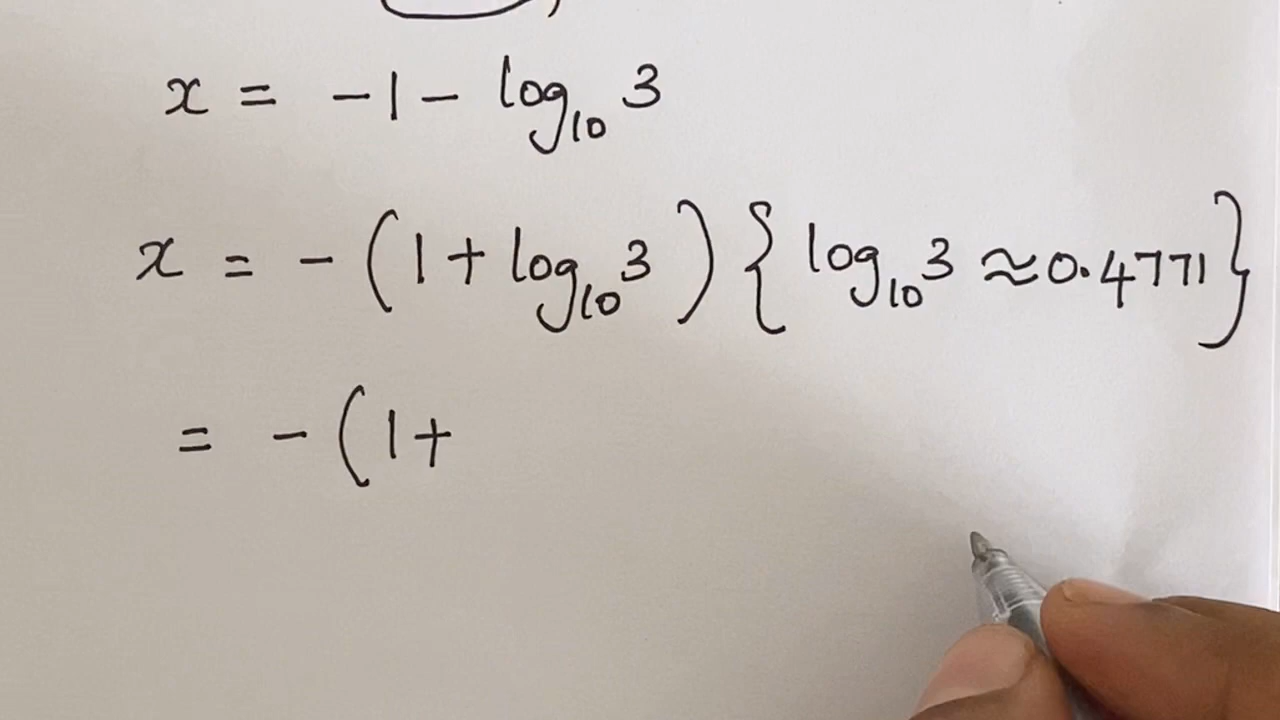 x = -1 - log₁₀ 3
x = -(1 + log₁₀ 3) { log₁₀ 3 ≈ 0.4771 }
= -(1 +